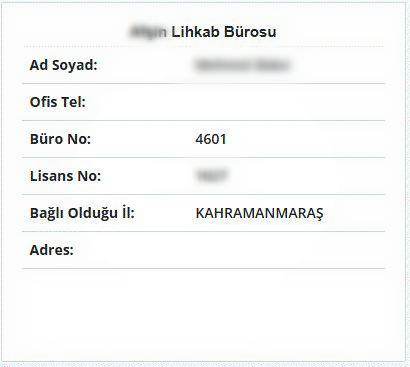 Lihkab Bürosu
Ad Soyad:
Ofis Tel:
Büro No: 4601
Lisans No:
Bağlı Olduğu İl: KAHRAMANMARAŞ
Adres: